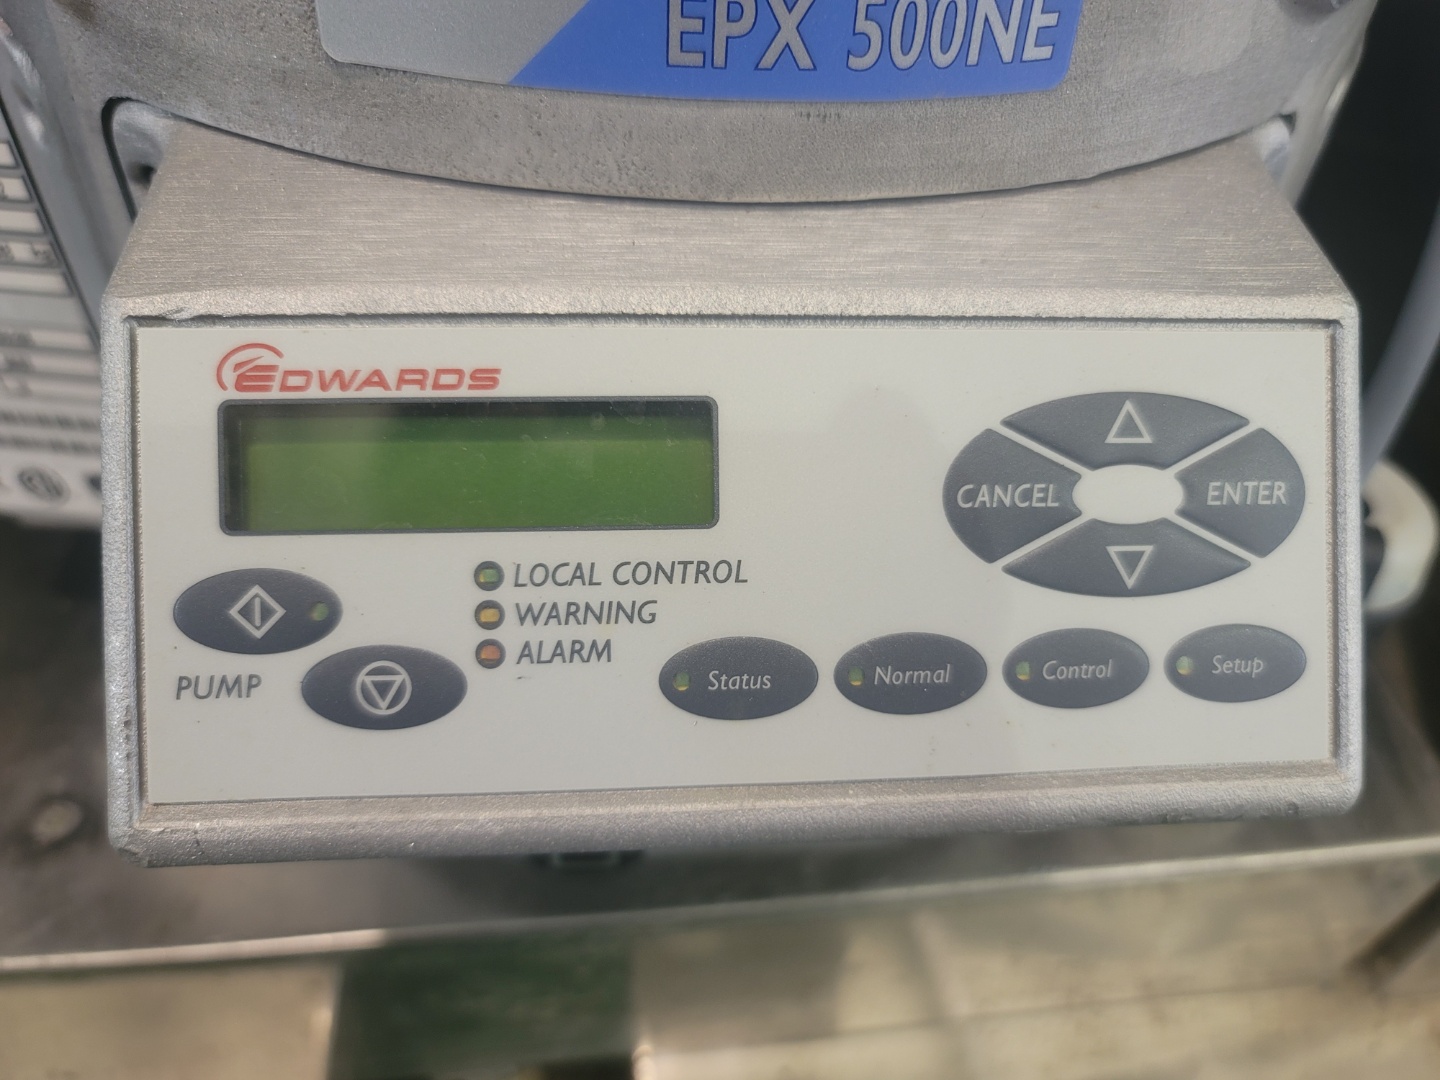 EPX 500NE
EDWARDS
CANCEL
ENTER
LOCAL CONTROL
WARNING
ALARM
PUMP
Status
Normal
Control
Setup